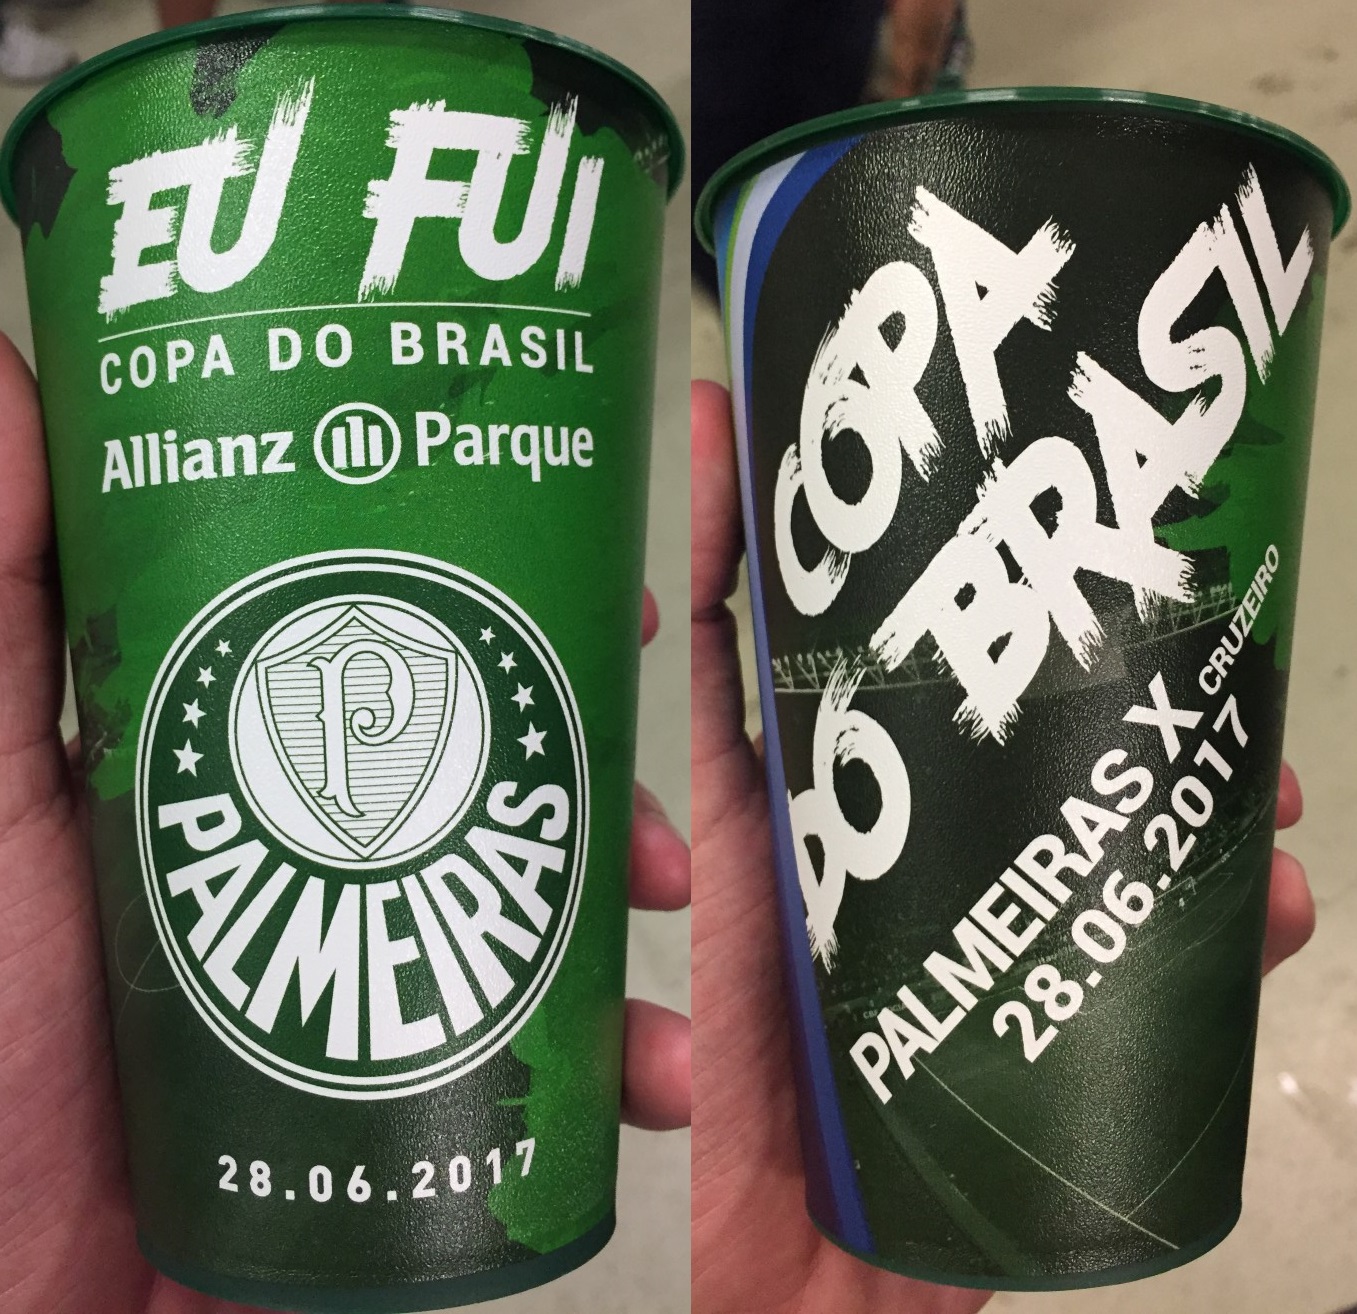 EU FUI
COPA DO BRASIL
Allianz Parque
P
PALMEIRAS
28.06.2017
COPA
DO BRASIL
PALMEIRAS X CRUZEIRO
28.06.2017